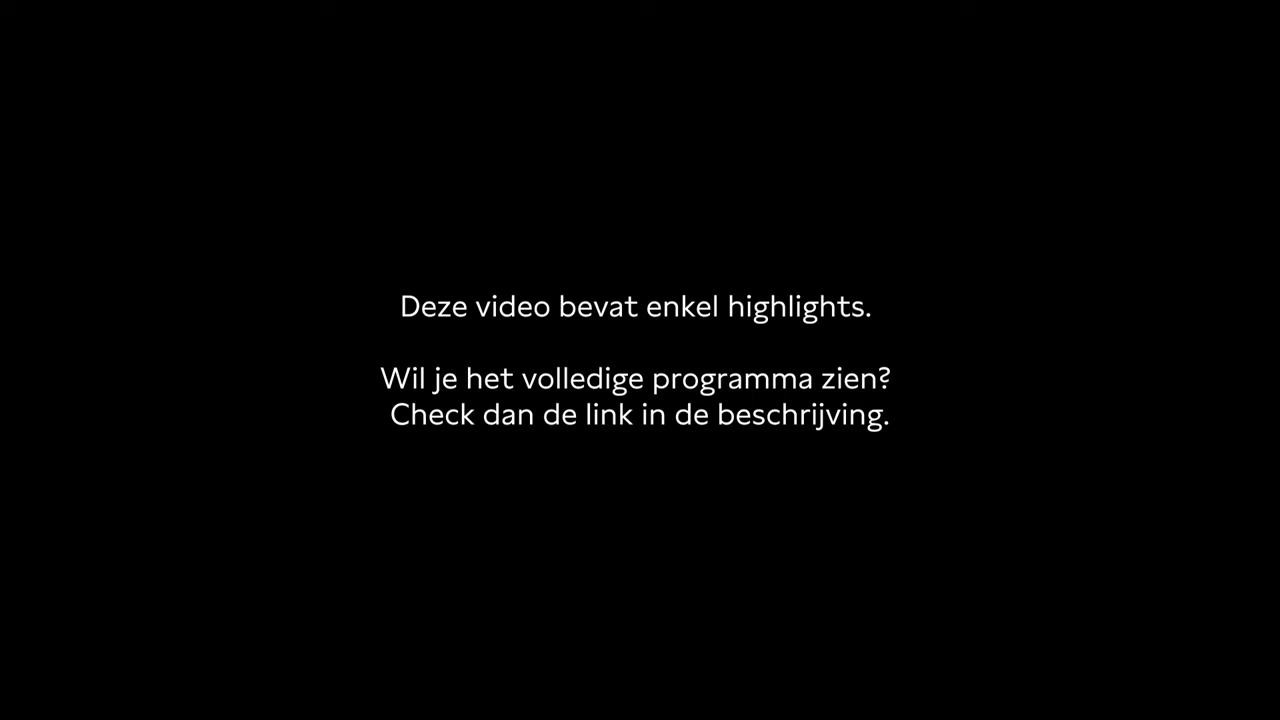 Deze video bevat enkel highlights.
Wil je het volledige programma zien?
Check dan de link in de beschrijving.